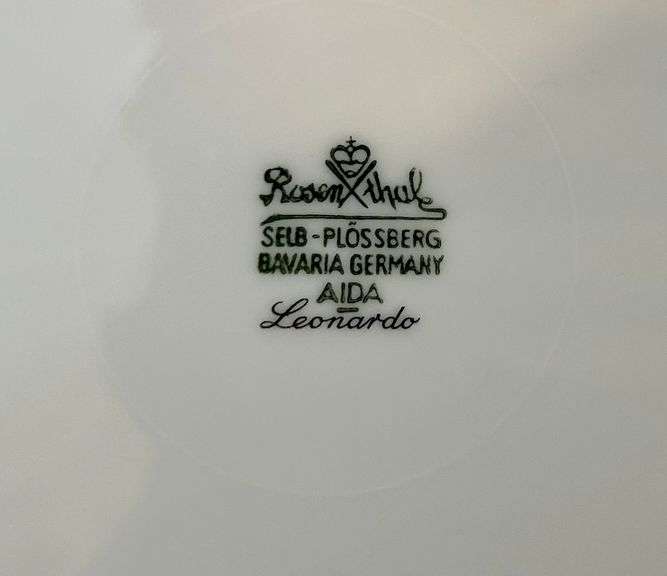 Rosenthal
SELB-PLÖSSBERG
BAVARIA GERMANY
AIDA
Leonardo